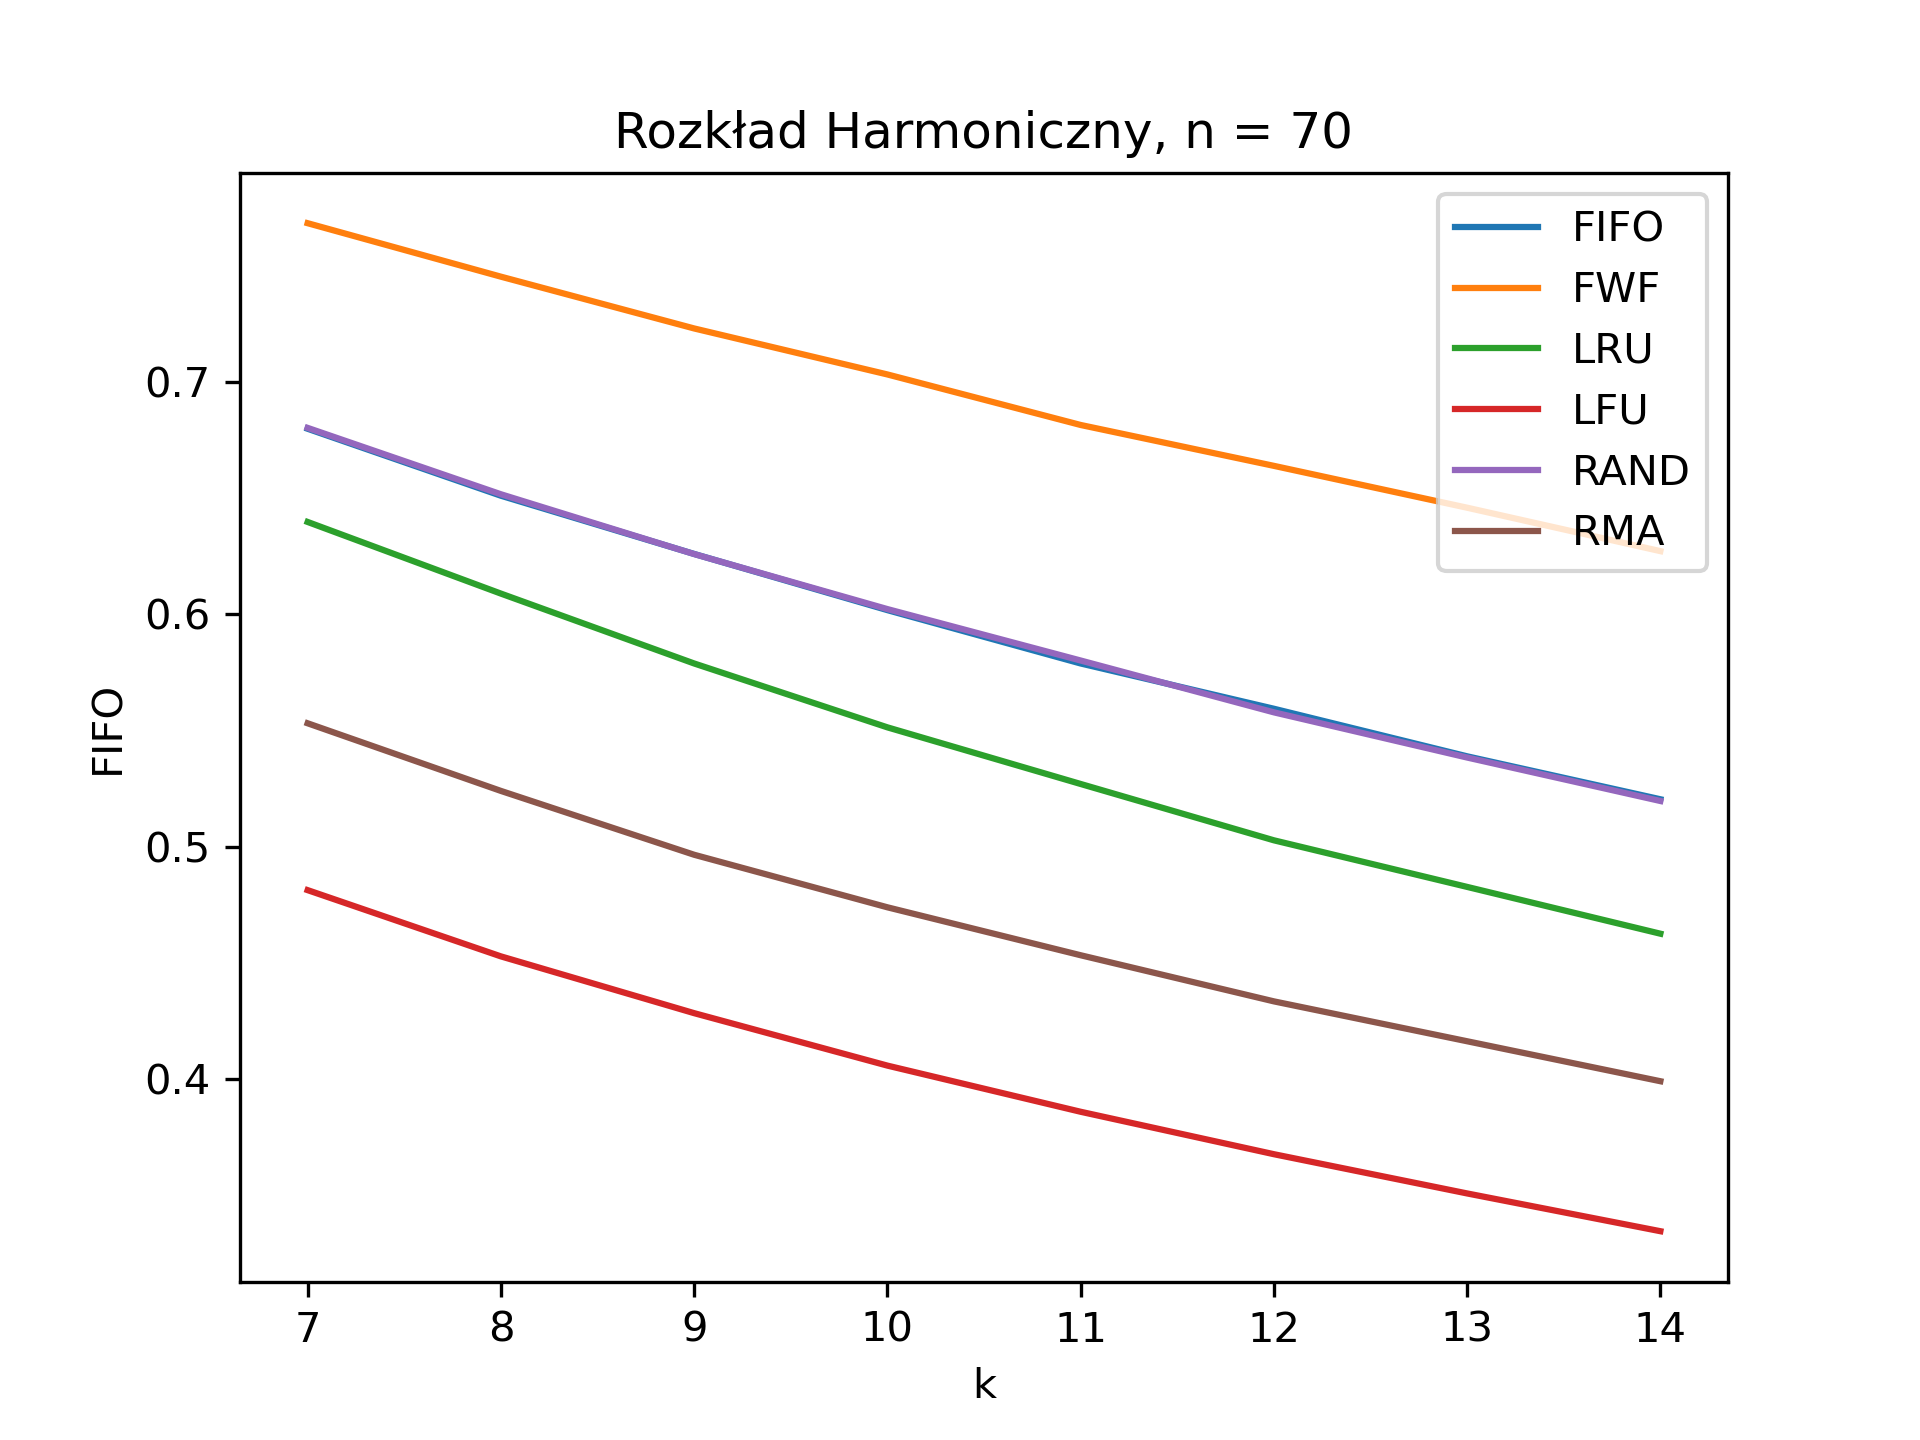 Rozkład Harmoniczny, n = 70
FIFO
FWF
LRU
LFU
RAND
RMA
0.7
0.6
0.5
0.4
FIFO
7 8 9 10 11 12 13 14
k